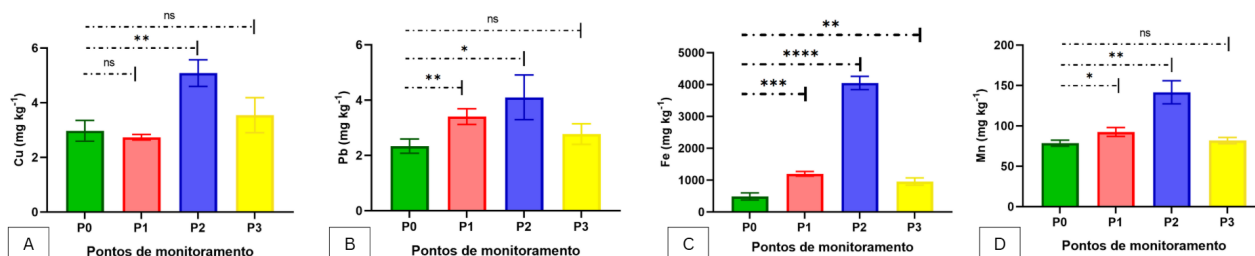 ns
**
ns
Cu (mg kg⁻¹)
6
4
2
0
P0 P1 P2 P3
A
Pontos de monitoramento
ns
*
**
Pb (mg kg⁻¹)
6
4
2
0
P0 P1 P2 P3
B
Pontos de monitoramento
**
****
***
Fe (mg kg⁻¹)
5000
4000
3000
2000
1000
0
P0 P1 P2 P3
C
Pontos de monitoramento
ns
**
*
Mn (mg kg⁻¹)
200
150
100
50
0
P0 P1 P2 P3
D
Pontos de monitoramento